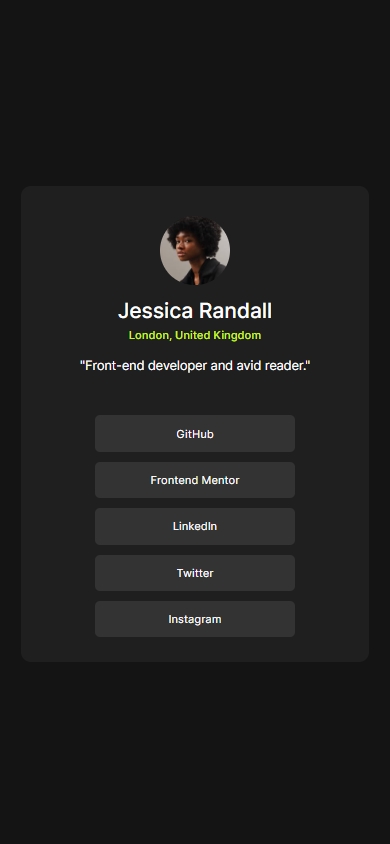 Jessica Randall
London, United Kingdom
"Front-end developer and avid reader."
GitHub
Frontend Mentor
LinkedIn
Twitter
Instagram